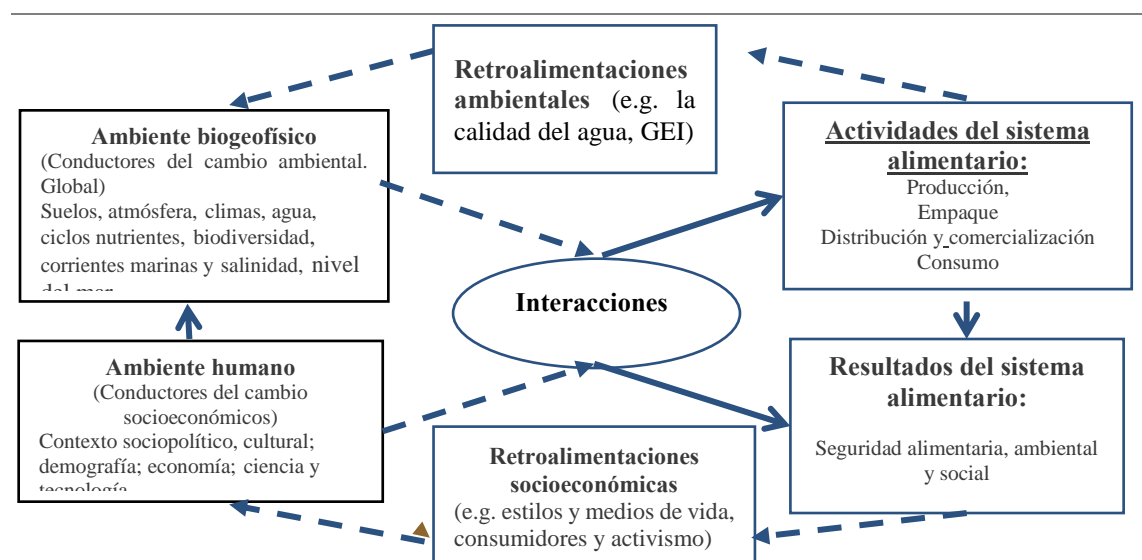 Retroalimentaciones
ambientales (e.g. la
calidad del agua, GEI)
Ambiente biogeofísico
(Conductores del cambio ambiental.
Global)
Suelos, atmósfera, climas, agua,
ciclos nutrientes, biodiversidad,
corrientes marinas y salinidad, nivel
del mar
Actividades del sistema
alimentario:
Producción,
Empaque
Distribución y comercialización
Consumo
Interacciones
Ambiente humano
(Conductores del cambio
socioeconómicos)
Contexto sociopolítico, cultural;
demografía; economía; ciencia y
tecnología
Resultados del sistema
alimentario:
Seguridad alimentaria, ambiental
y social
Retroalimentaciones
socioeconómicas
(e.g. estilos y medios de vida,
consumidores y activismo)